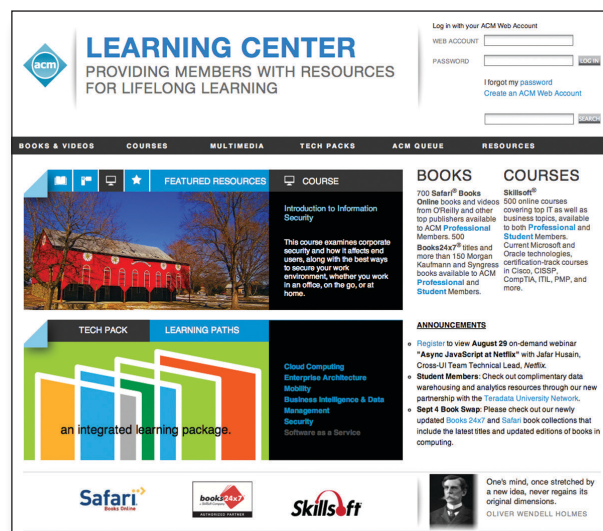 acm
LEARNING CENTER
PROVIDING MEMBERS WITH RESOURCES
FOR LIFELONG LEARNING
Log in with your ACM Web Account
WEB ACCOUNT
PASSWORD
LOG IN
I forgot my password
Create an ACM Web Account
SEARCH
BOOKS & VIDEOS COURSES MULTIMEDIA TECH PACKS ACM QUEUE RESOURCES
FEATURED RESOURCES
COURSE
Introduction to Information
Security
This course examines corporate
security and how it affects end
users, along with the best ways
to secure your work
environment, whether you work
in an office, on the go, or at
home.
BOOKS
700 Safari® Books
Online books and videos
from O'Reilly and other
top publishers available
to ACM Professional
Members. 500
Books24x7® titles and
more than 150 Morgan
Kaufmann and Syngress
books available to ACM
Professional and
Student Members.
COURSES
Skillsoft®
500 online courses
covering top IT as well as
business topics, available
to both Professional and
Student Members.
Current Microsoft and
Oracle technologies,
certification-track courses
in Cisco, CISSP,
CompTIA, ITIL, PMP, and
more.
TECH PACK
LEARNING PATHS
an integrated learning package.
Cloud Computing
Enterprise Architecture
Mobility
Business Intelligence & Data
Management
Security
Software as a Service
ANNOUNCEMENTS
Register to view August 29 on-demand webinar
"Async JavaScript at Netflix" with Jafar Husain,
Cross-UI Team Technical Lead, Netflix.
Student Members: Check out complimentary data
warehousing and analytics resources through our new
partnership with the Teradata University Network.
Sept 4 Book Swap: Please check out our newly
updated Books 24x7 and Safari book collections that
include the latest titles and updated editions of books in
computing.
Safari
Books Online
books24x7
AUTHORIZED PARTNER
Skillsoft
One's mind, once stretched by
a new idea, never regains its
original dimensions.
OLIVER WENDELL HOLMES